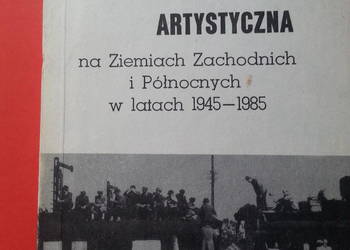 ARTYSTYCZNA
na Ziemiach Zachodnich
i Północnych
w latach 1945—1985